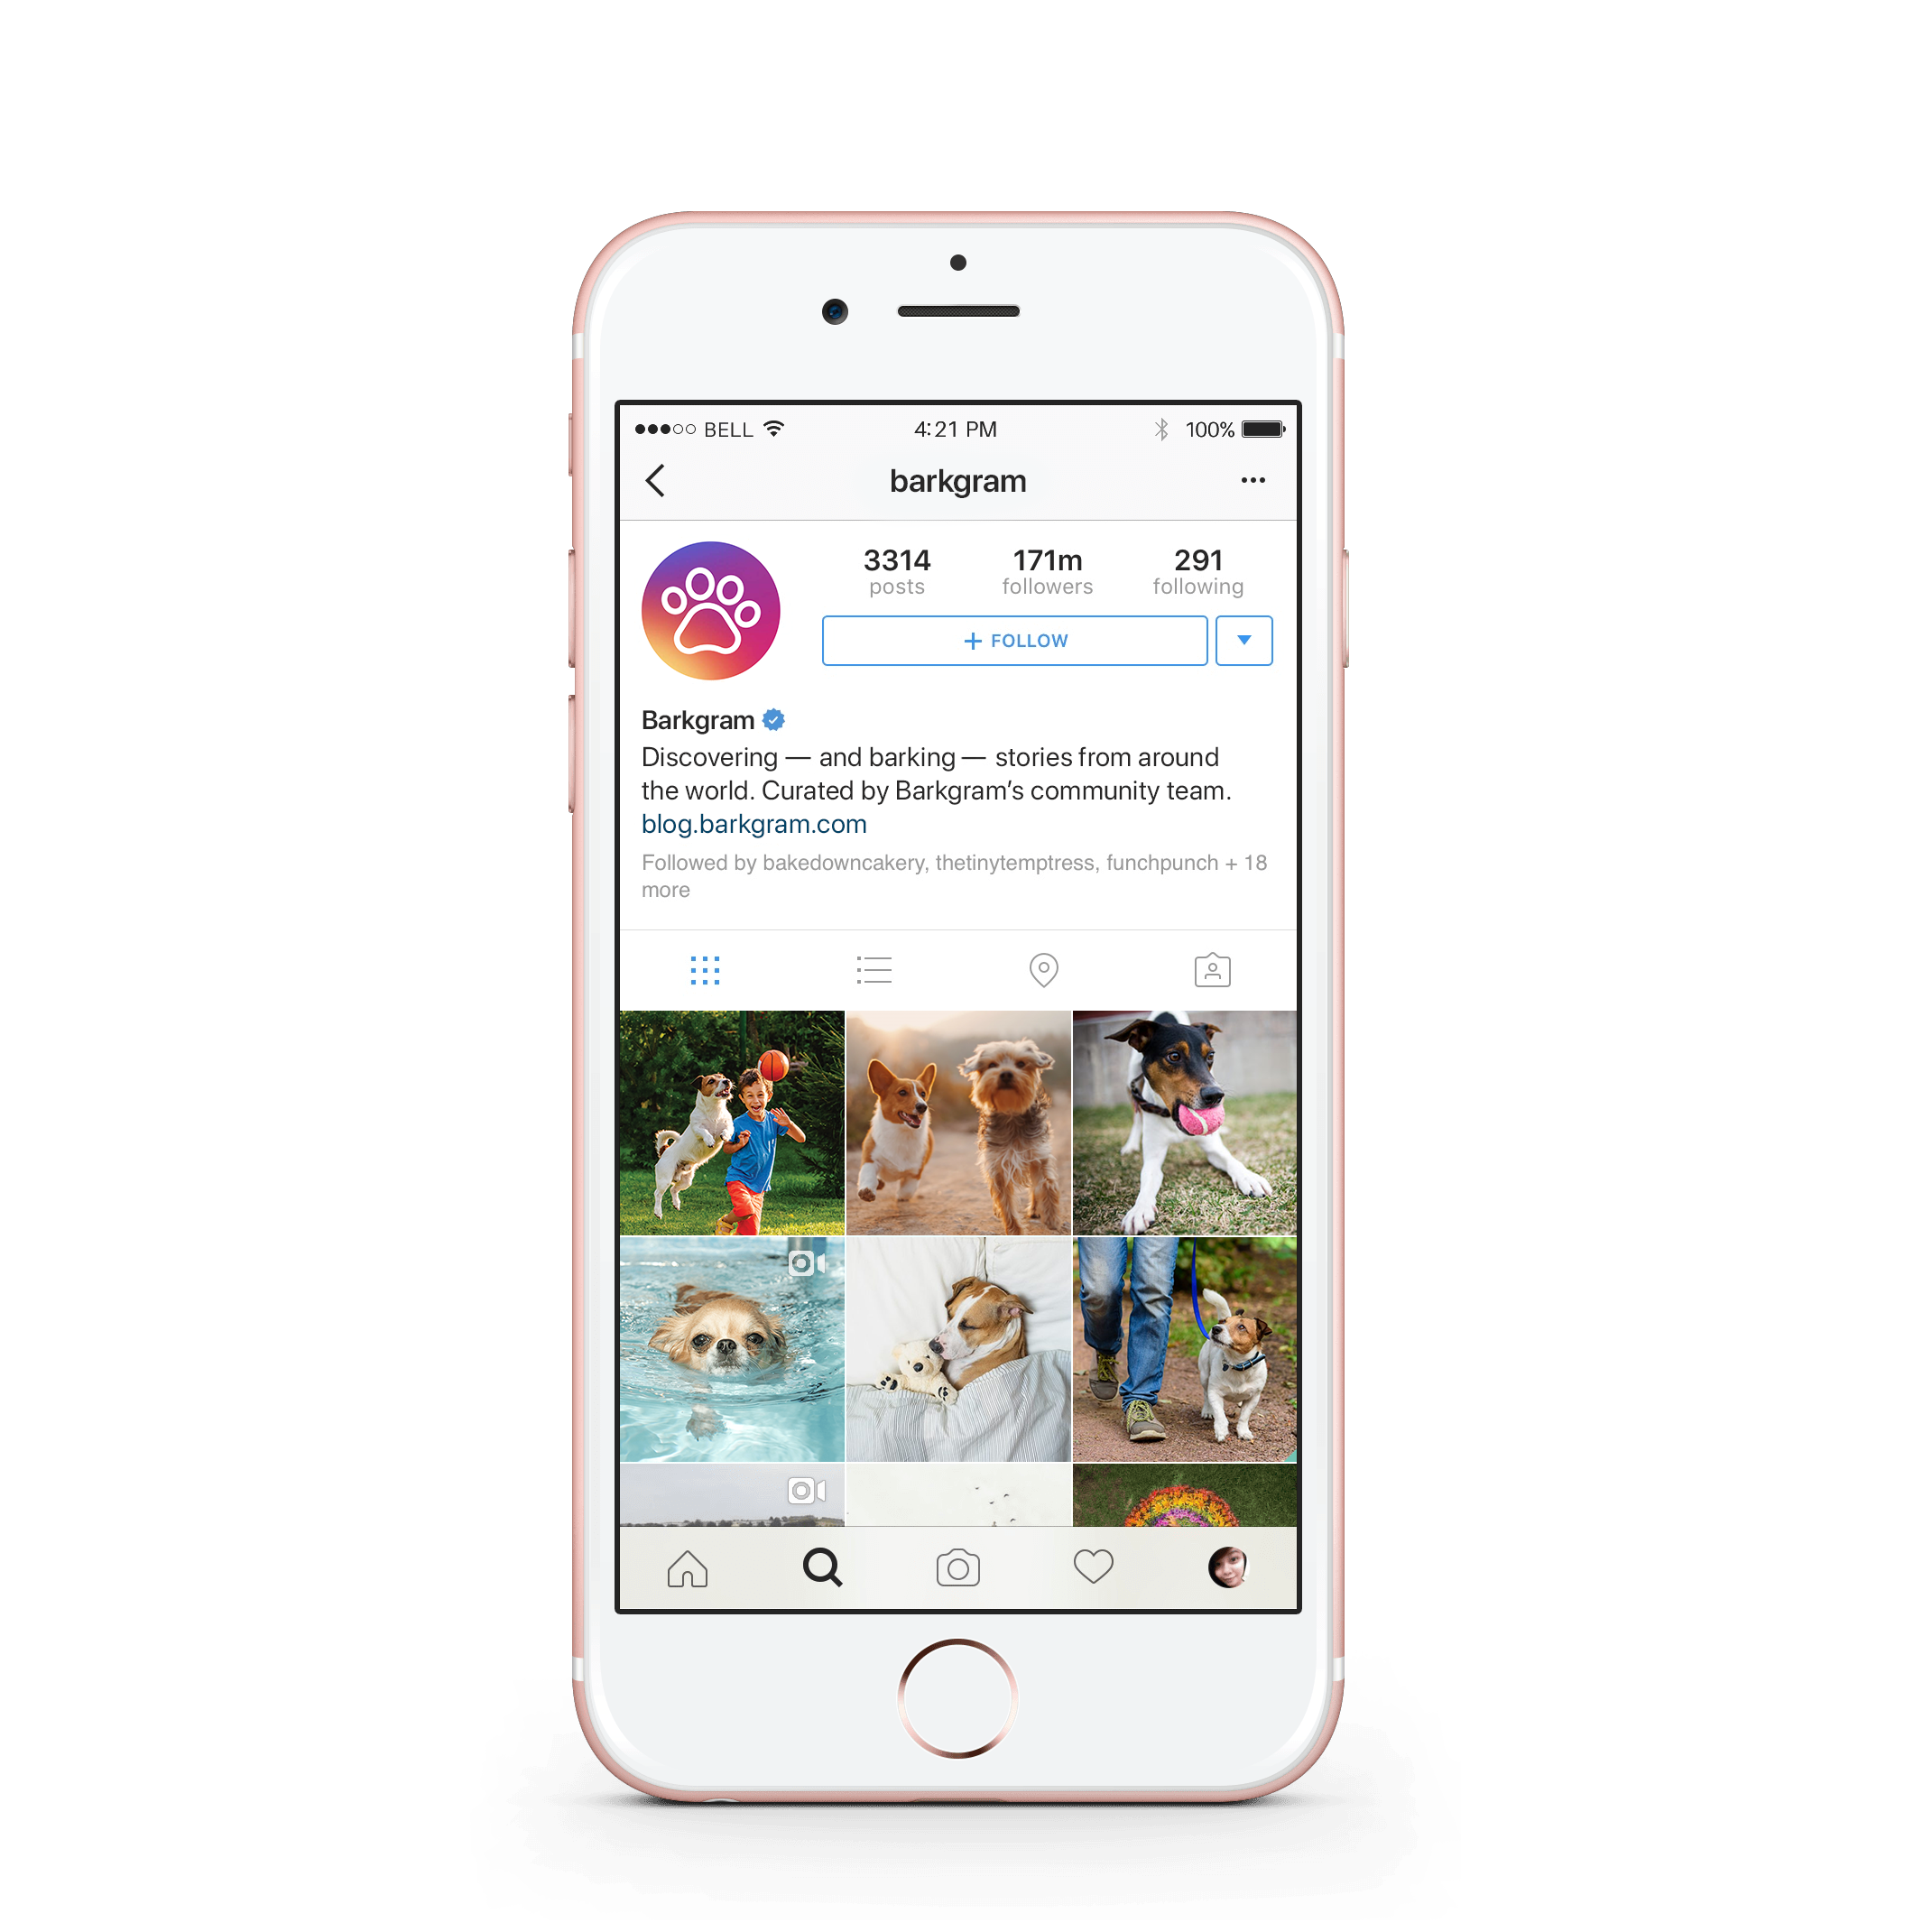 BELL 4:21 PM 100%
barkgram
3314 171m 291
posts followers following
+ FOLLOW
Barkgram
Discovering — and barking — stories from around
the world. Curated by Barkgram’s community team.
blog.barkgram.com
Followed by bakedowncakery, thetinytemptress, funchpunch + 18
more